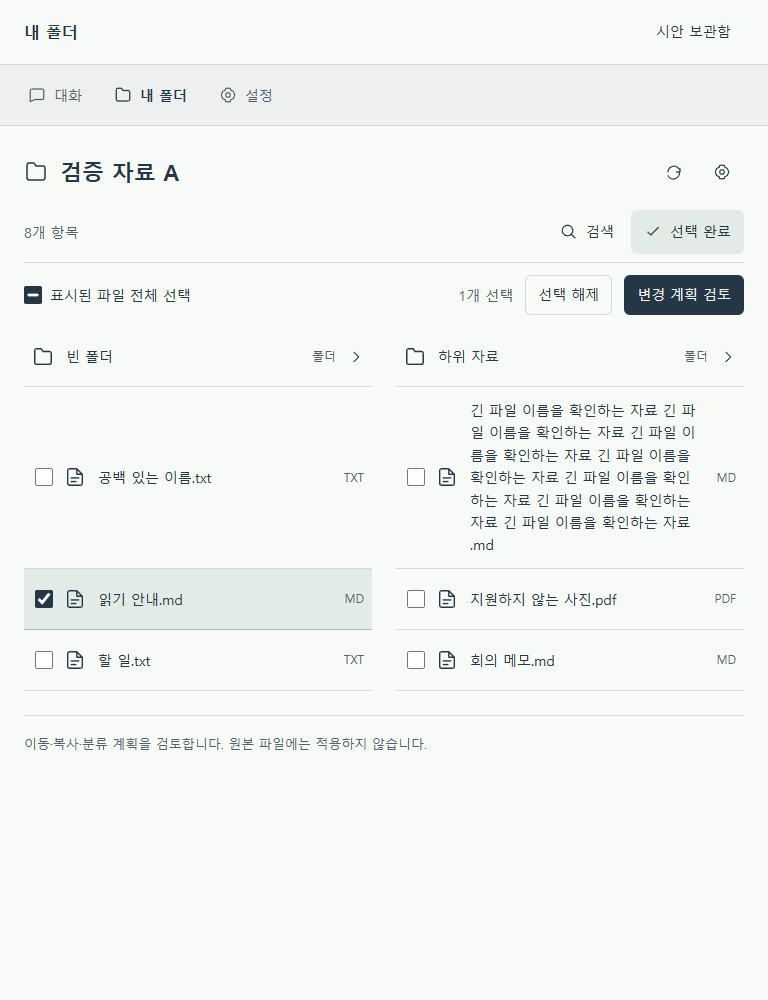 내 폴더
시안 보관함
대화
내 폴더
설정
검증 자료 A
8개 항목
검색
선택 완료
표시된 파일 전체 선택
1개 선택
선택 해제
변경 계획 검토
빈 폴더
폴더
하위 자료
폴더
공백 있는 이름.txt
TXT
긴 파일 이름을 확인하는 자료 긴 파
일 이름을 확인하는 자료 긴 파일 이
름을 확인하는 자료 긴 파일 이름을
확인하는 자료 긴 파일 이름을 확인
하는 자료 긴 파일 이름을 확인하는
자료 긴 파일 이름을 확인하는 자료
.md
MD
읽기 안내.md
MD
지원하지 않는 사진.pdf
PDF
할 일.txt
TXT
회의 메모.md
MD
이동·복사·분류 계획을 검토합니다. 원본 파일에는 적용하지 않습니다.